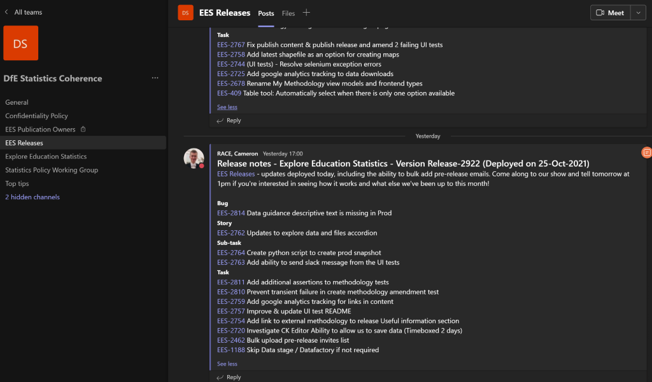 All teams
DS
EES Releases
Posts
Files
Meet
DS
DfE Statistics Coherence
General
Confidentiality Policy
EES Publication Owners
EES Releases
Explore Education Statistics
Statistics Policy Working Group
Top tips
2 hidden channels
Task
EES-2767 Fix publish content & publish release and amend 2 failing UI tests
EES-2758 Add latest shapefile as an option for creating maps
EES-2744 (UI tests) - Resolve selenium exception errors
EES-2725 Add google analytics tracking to data downloads
EES-2678 Rename My Methodology view models and frontend types
EES-409 Table tool: Automatically select when there is only one option available
See less
Reply
Yesterday
RACE, Cameron Yesterday 17:00
Release notes - Explore Education Statistics - Version Release-2922 (Deployed on 25-Oct-2021)
EES Releases - updates deployed today, including the ability to bulk add pre-release emails. Come along to our show and tell tomorrow at
1pm if you're interested in seeing how it works and what else we've been up to this month!
Bug
EES-2814 Data guidance descriptive text is missing in Prod
Story
EES-2762 Updates to explore data and files accordion
Sub-task
EES-2764 Create python script to create prod snapshot
EES-2763 Add ability to send slack message from the UI tests
Task
EES-2811 Add additional assertions to methodology tests
EES-2810 Prevent transient failure in create methodology amendment test
EES-2759 Add google analytics tracking for links in content
EES-2757 Improve & update UI test README
EES-2754 Add link to external methodology to release Useful information section
EES-2720 Investigate CK Editor Ability to allow us to save data (Timeboxed 2 days)
EES-2462 Bulk upload pre-release invites list
EES-1188 Skip Data stage / Datafactory if not required
See less
Reply